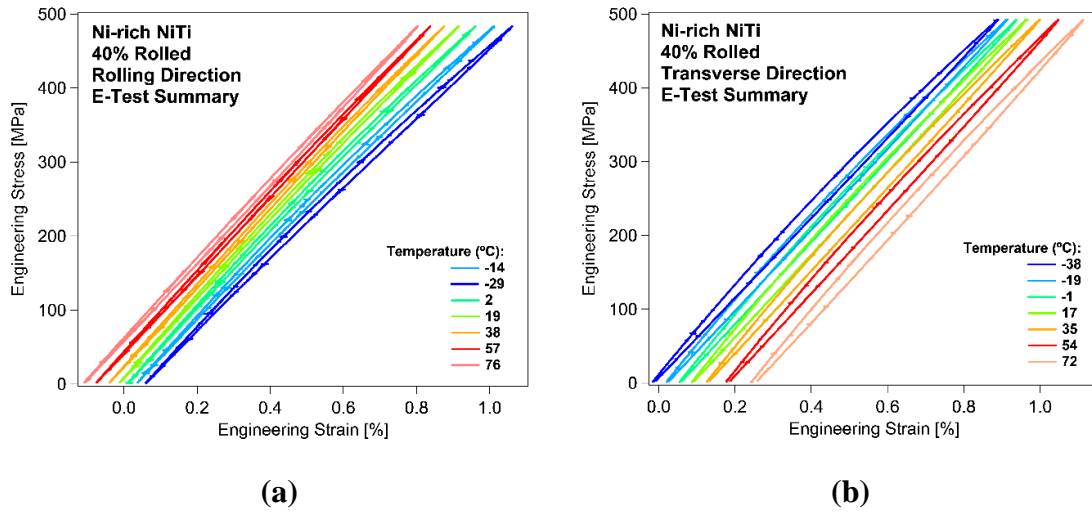 Ni-rich NiTi
40% Rolled
Rolling Direction
E-Test Summary
Engineering Stress [MPa]
500
400
300
200
100
0
0.0 0.2 0.4 0.6 0.8 1.0
Engineering Strain [%]
Temperature (ºC):
-14
-29
2
19
38
57
76
(a)
Ni-rich NiTi
40% Rolled
Transverse Direction
E-Test Summary
Engineering Stress [MPa]
500
400
300
200
100
0
0.0 0.2 0.4 0.6 0.8 1.0
Engineering Strain [%]
Temperature (ºC):
-38
-19
-1
17
35
54
72
(b)